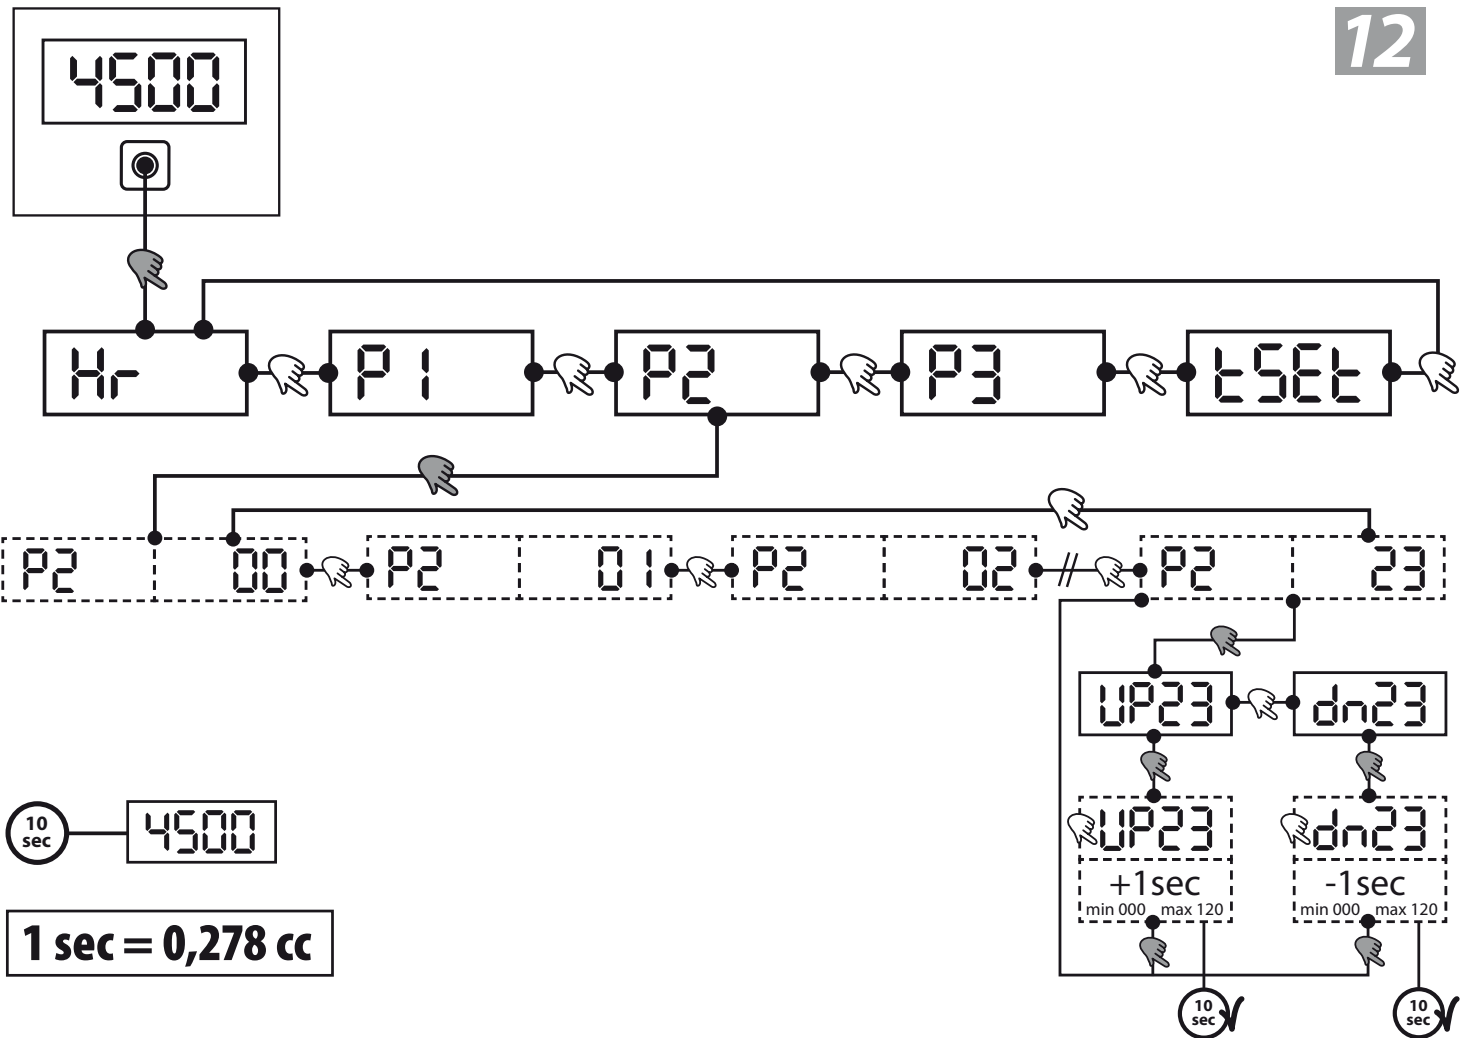 12
4500
Hr P1 P2 P3 tSEt
P2 00 P2 01 P2 02 // P2 23
UP23 dn23
UP23 dn23
+1sec -1sec
min 000 max 120 min 000 max 120
10
sec
4500
1 sec = 0,278 cc
10
sec
10
sec